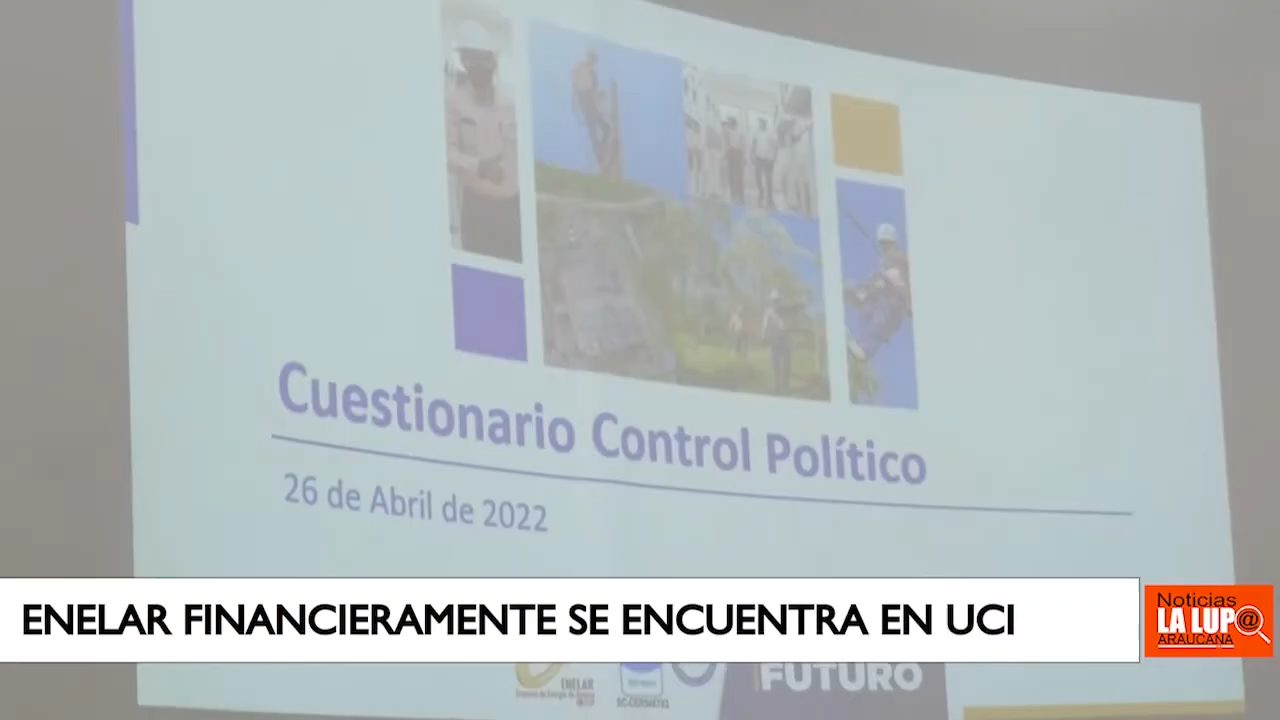 Cuestionario Control Político
26 de Abril de 2022
ENELAR FINANCIERAMENTE SE ENCUENTRA EN UCI
Noticias
LA LUP@
ARAUCANA
ENELAR
FUTURO